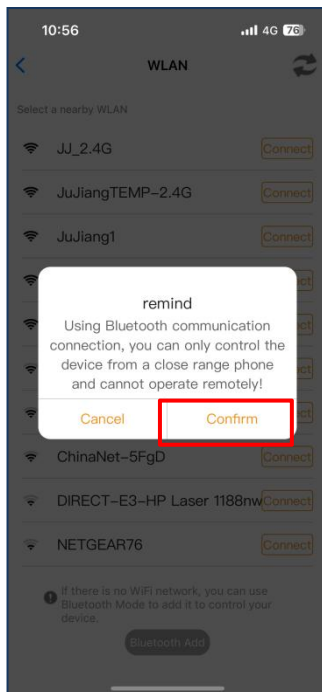 10:56
4G 76
WLAN
Select a nearby WLAN
JJ_2.4G Connect
JuJiangTEMP-2.4G Connect
JuJiang1 Connect
remind
Using Bluetooth communication
connection, you can only control the
device from a close range phone
and cannot operate remotely!
Cancel Confirm
ChinaNet-5FgD Connect
DIRECT-E3-HP Laser 1188nw Connect
NETGEAR76 Connect
If there is no WiFi network, you can use
Bluetooth Mode to add it to control your
device.
Bluetooth Add